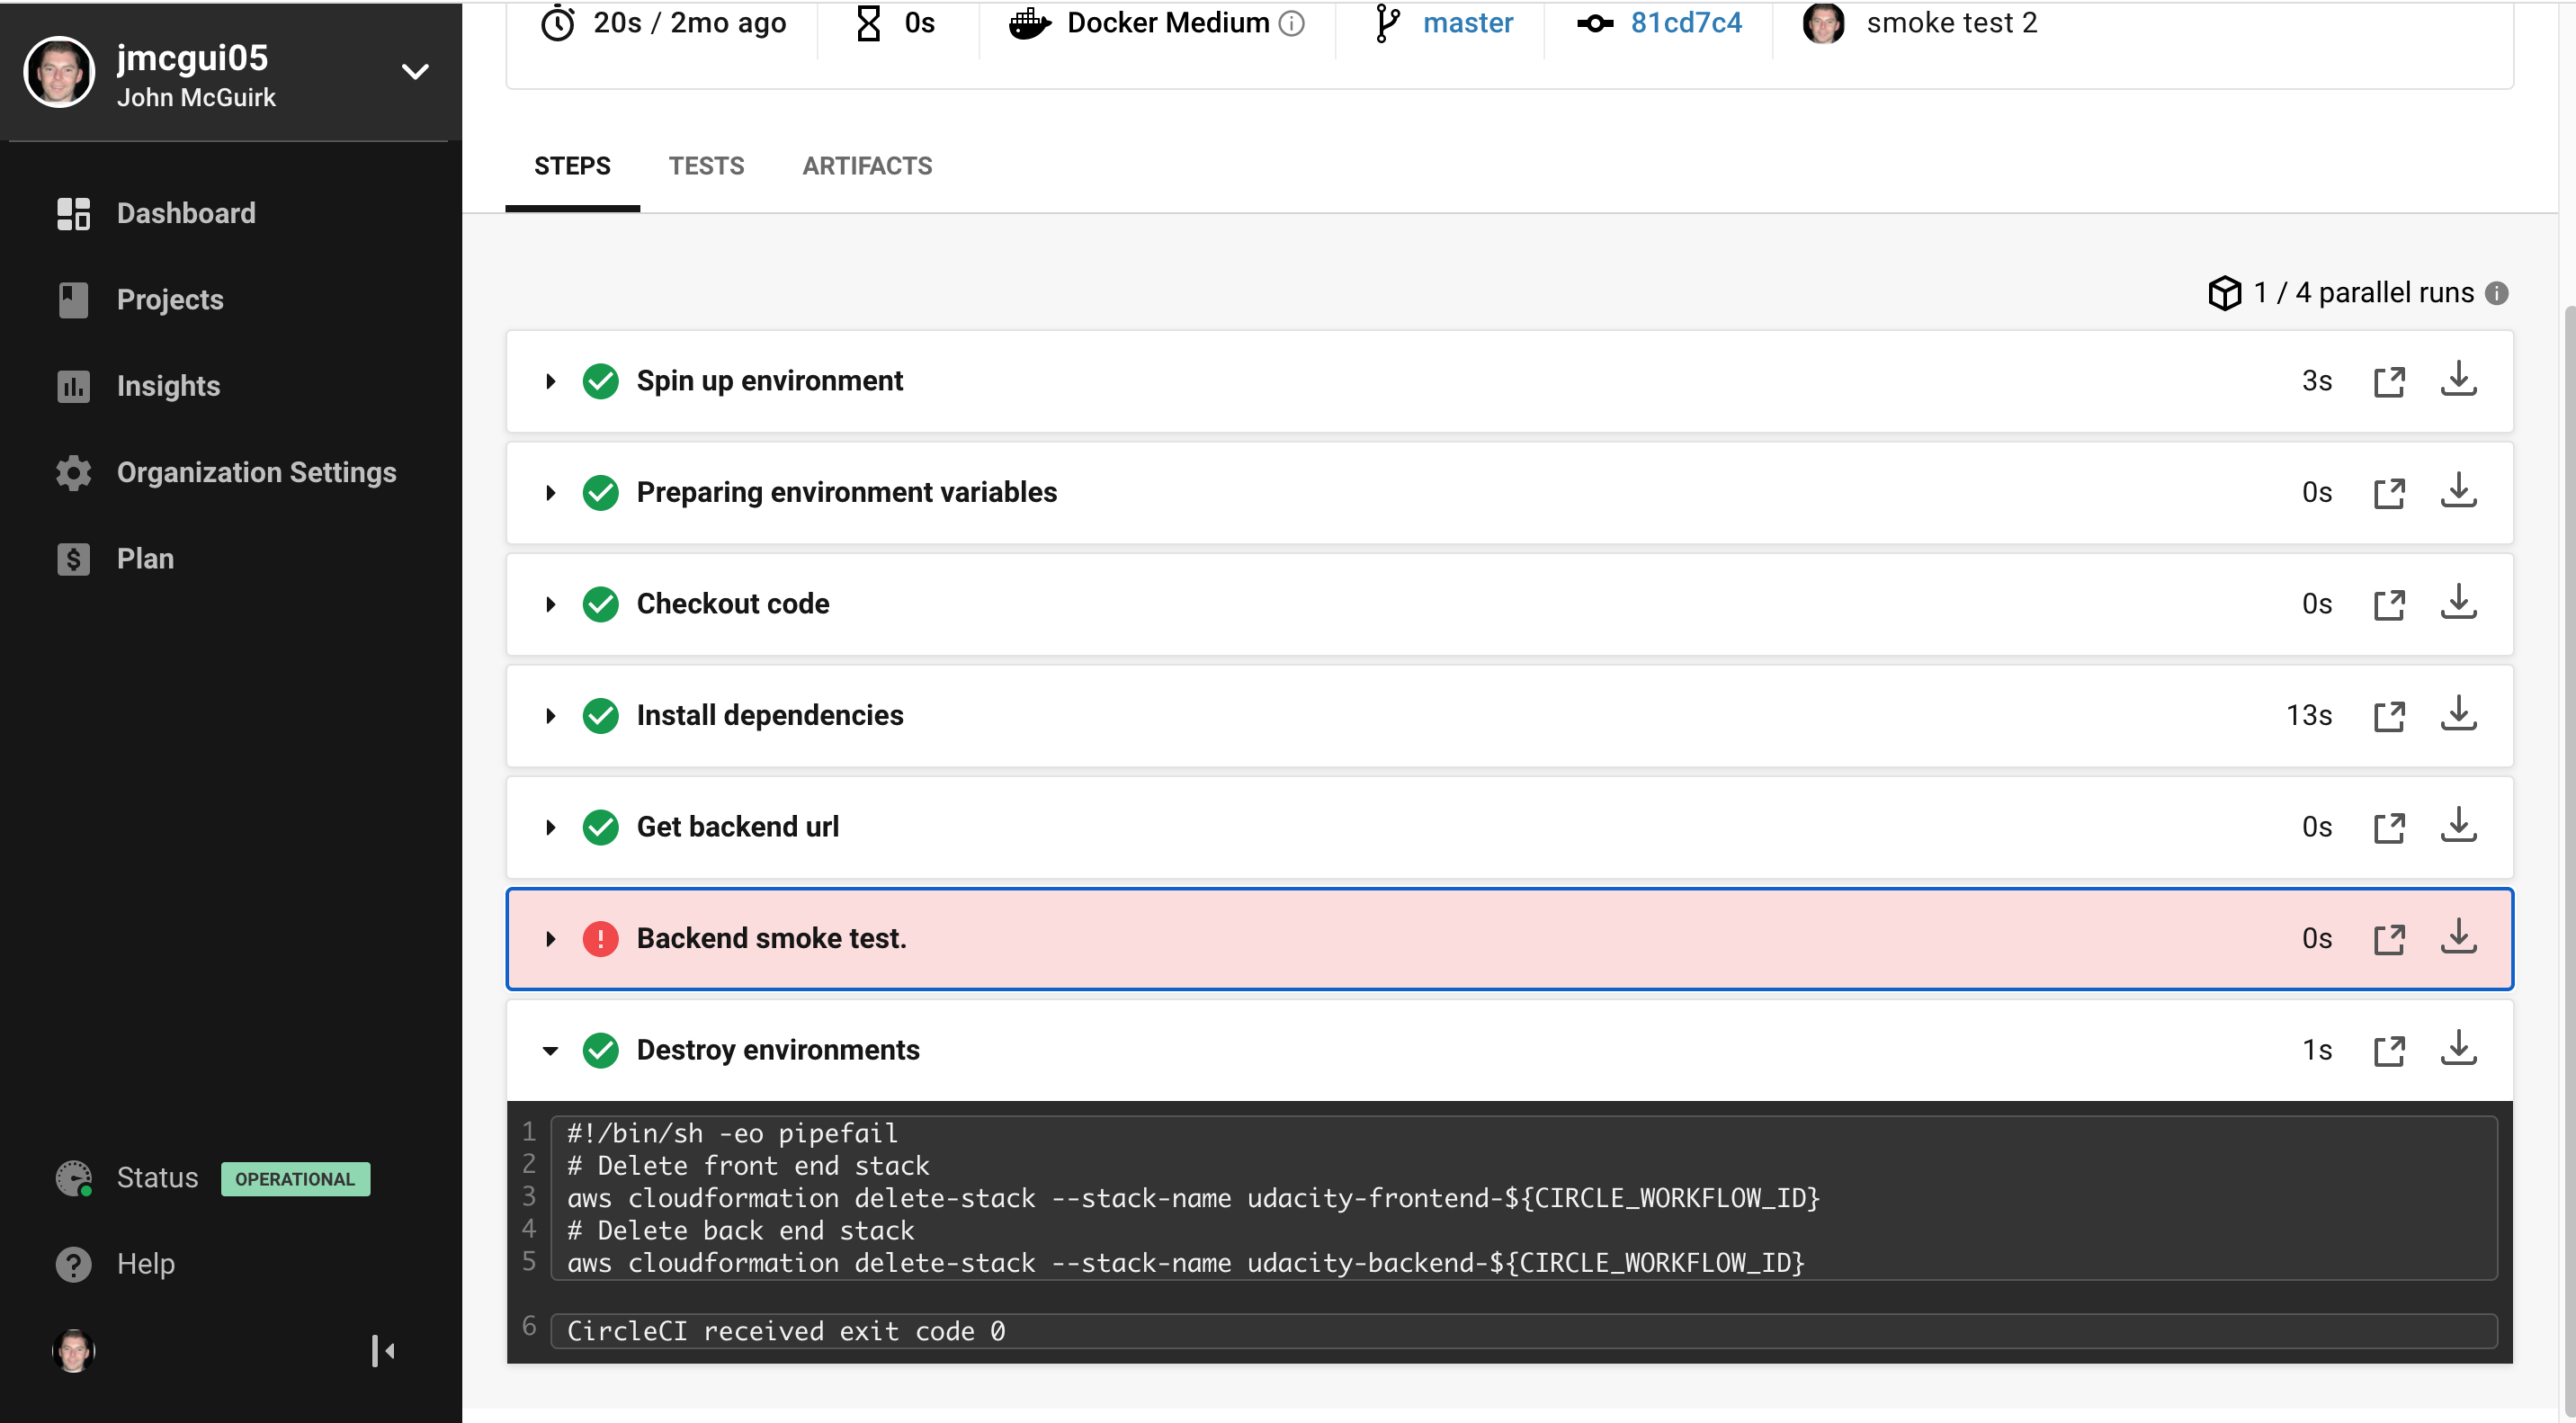 jmcgui05
John McGuirk
Dashboard
Projects
Insights
Organization Settings
Plan
Status OPERATIONAL
Help
20s / 2mo ago 0s Docker Medium master 81cd7c4 smoke test 2
STEPS TESTS ARTIFACTS
1 / 4 parallel runs
Spin up environment 3s
Preparing environment variables 0s
Checkout code 0s
Install dependencies 13s
Get backend url 0s
Backend smoke test. 0s
Destroy environments 1s
1 #!/bin/sh -eo pipefail
2 # Delete front end stack
3 aws cloudformation delete-stack --stack-name udacity-frontend-${CIRCLE_WORKFLOW_ID}
4 # Delete back end stack
5 aws cloudformation delete-stack --stack-name udacity-backend-${CIRCLE_WORKFLOW_ID}
6 CircleCI received exit code 0